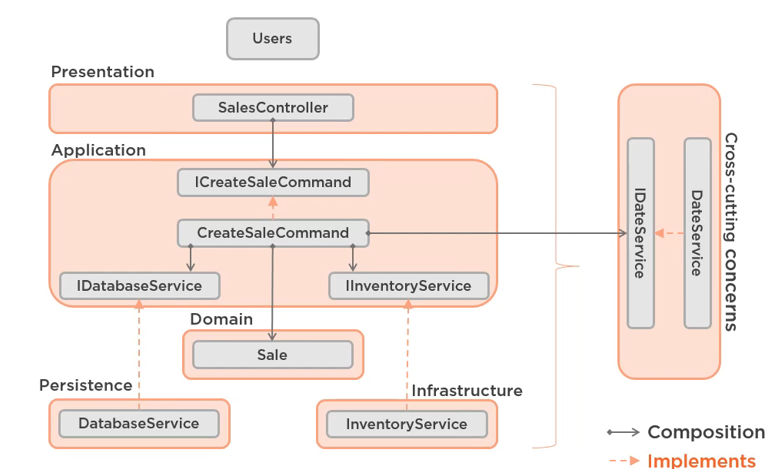 Users
Presentation
SalesController
Application
ICreateSaleCommand
CreateSaleCommand
IDatabaseService
IInventoryService
Domain
Sale
Persistence
DatabaseService
Infrastructure
InventoryService
IDateService
DateService
Cross-cutting concerns
Composition
Implements